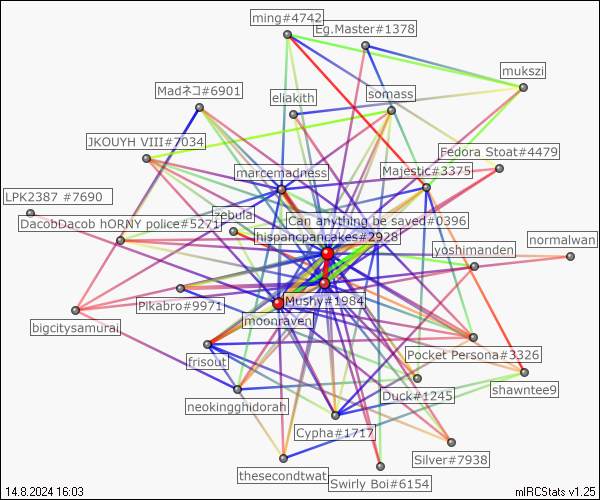 ming#4742
Eg.Master#1378
mukszi
Madネコ#6901
eliakith
somass
JKOUYH VIII#7034
Fedora Stoat#4479
marcemadness
Majestic#3375
LPK2387 #7690
zebula
DacobDacob hORNY police#5271
Can anything be saved#0396
hispanicpancakes#2928
yoshimanden
normalwan
Pikabro#9971
Mushy#1984
bigcitysamurai
moonraven
Pocket Persona#3326
frisout
shawntee9
Duck#1245
neokingghidorah
Cypha#1717
Silver#7938
thesecondtwat
Swirly Boi#6154
14.8.2024 16:03
mIRCStats v1.25